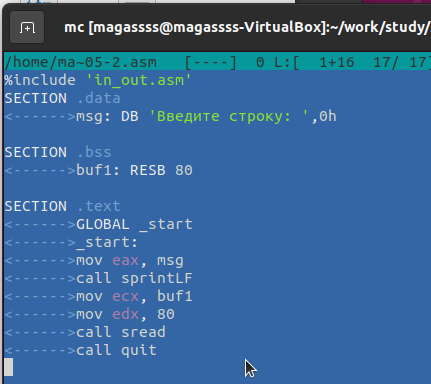 mc [magassss@magassss-VirtualBox]:~/work/study/
/home/ma~05-2.asm   [----]  0 L:[  1+16  17/ 17]
%include 'in_out.asm'
SECTION .data
<------>msg: DB 'Введите строку: ',0h
SECTION .bss
<------>buf1: RESB 80
SECTION .text
<------>GLOBAL _start
<------>_start:
<------>mov eax, msg
<------>call sprintLF
<------>mov ecx, buf1
<------>mov edx, 80
<------>call sread
<------>call quit